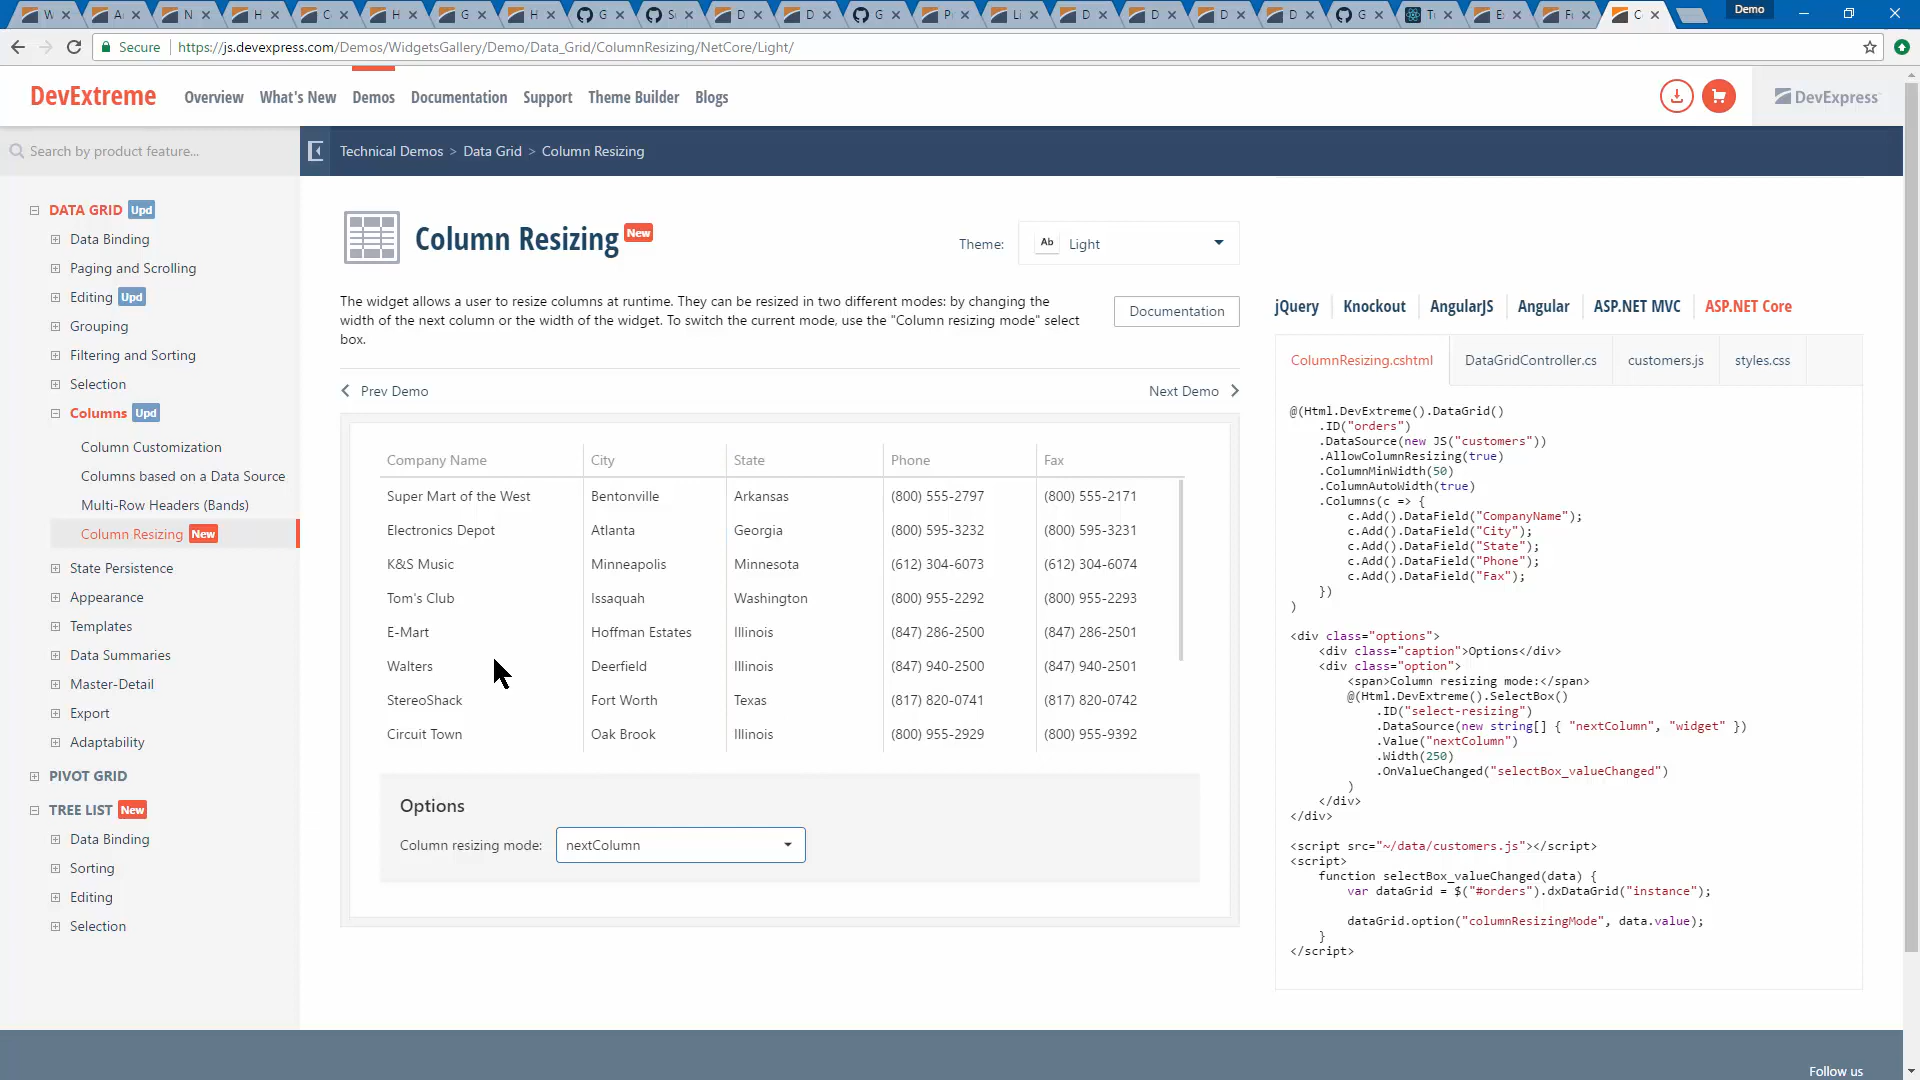 Demo
Secure | https://js.devexpress.com/Demos/WidgetsGallery/Demo/Data_Grid/ColumnResizing/NetCore/Light/
DevExtreme Overview What's New Demos Documentation Support Theme Builder Blogs DevExpress
Search by product feature...
Technical Demos > Data Grid > Column Resizing
DATA GRID Upd
Data Binding
Paging and Scrolling
Editing Upd
Grouping
Filtering and Sorting
Selection
Columns Upd
Column Customization
Columns based on a Data Source
Multi-Row Headers (Bands)
Column Resizing New
State Persistence
Appearance
Templates
Data Summaries
Master-Detail
Export
Adaptability
PIVOT GRID
TREE LIST New
Data Binding
Sorting
Editing
Selection
Column Resizing New
Theme: Ab Light
The widget allows a user to resize columns at runtime. They can be resized in two different modes: by changing the
width of the next column or the width of the widget. To switch the current mode, use the "Column resizing mode" select
box.
Documentation
Prev Demo
Next Demo
Company Name City State Phone Fax
Super Mart of the West Bentonville Arkansas (800) 555-2797 (800) 555-2171
Electronics Depot Atlanta Georgia (800) 595-3232 (800) 595-3231
K&S Music Minneapolis Minnesota (612) 304-6073 (612) 304-6074
Tom's Club Issaquah Washington (800) 955-2292 (800) 955-2293
E-Mart Hoffman Estates Illinois (847) 286-2500 (847) 286-2501
Walters Deerfield Illinois (847) 940-2500 (847) 940-2501
StereoShack Fort Worth Texas (817) 820-0741 (817) 820-0742
Circuit Town Oak Brook Illinois (800) 955-2929 (800) 955-9392
Options
Column resizing mode: nextColumn
jQuery Knockout AngularJS Angular ASP.NET MVC ASP.NET Core
ColumnResizing.cshtml DataGridController.cs customers.js styles.css
@(Html.DevExtreme().DataGrid()
.ID("orders")
.DataSource(new JS("customers"))
.AllowColumnResizing(true)
.ColumnMinWidth(50)
.ColumnAutoWidth(true)
.Columns(c => {
c.Add().DataField("CompanyName");
c.Add().DataField("City");
c.Add().DataField("State");
c.Add().DataField("Phone");
c.Add().DataField("Fax");
})
)
<div class="options">
<div class="caption">Options</div>
<div class="option">
<span>Column resizing mode:</span>
@(Html.DevExtreme().SelectBox()
.ID("select-resizing")
.DataSource(new string[] { "nextColumn", "widget" })
.Value("nextColumn")
.Width(250)
.OnValueChanged("selectBox_valueChanged")
)
</div>
</div>
<script src="~/data/customers.js"></script>
<script>
function selectBox_valueChanged(data) {
var dataGrid = $("#orders").dxDataGrid("instance");
dataGrid.option("columnResizingMode", data.value);
}
</script>
Follow us